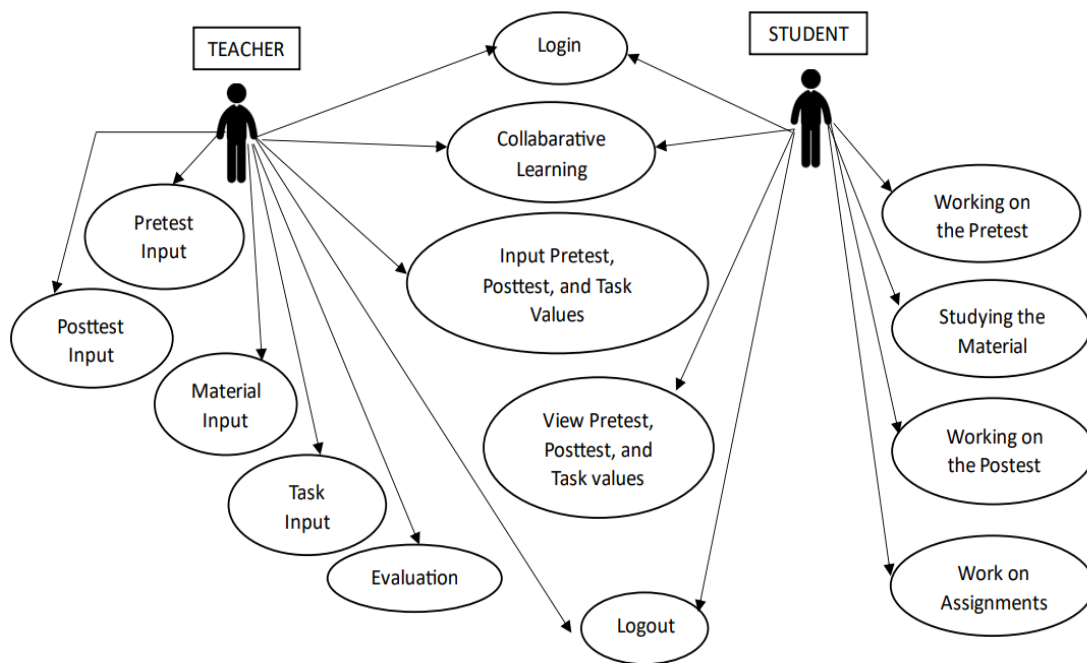 TEACHER
Login
STUDENT
Collabarative
Learning
Pretest
Input
Input Pretest,
Posttest, and Task
Values
Working on
the Pretest
Posttest
Input
Studying the
Material
Material
Input
View Pretest,
Posttest, and
Task values
Working on
the Postest
Task
Input
Evaluation
Work on
Assignments
Logout